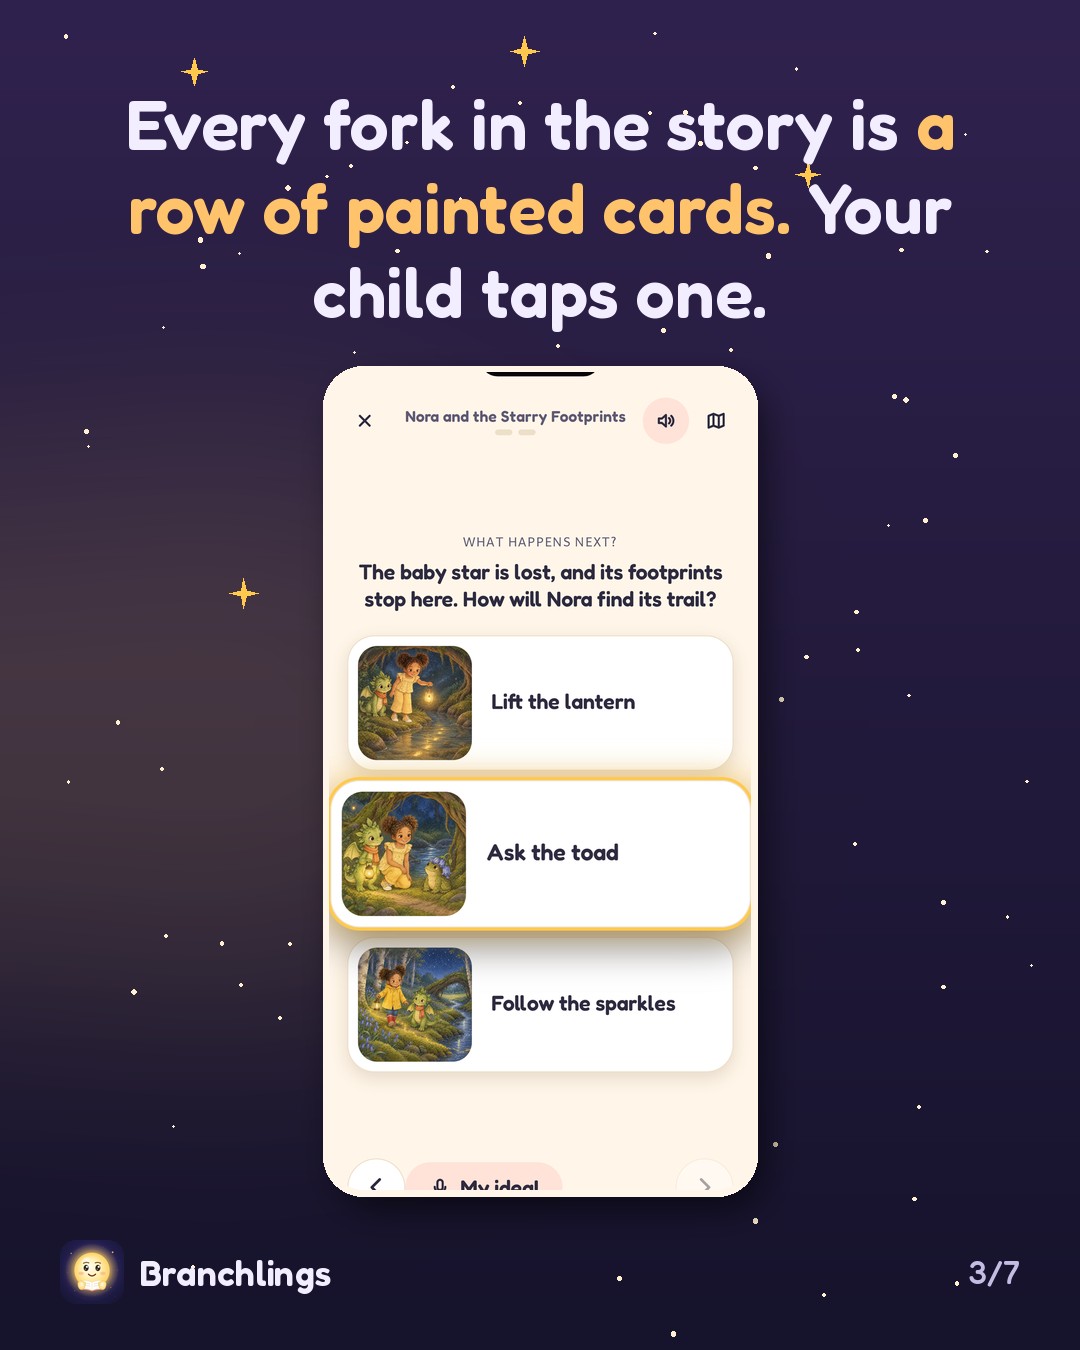 Every fork in the story is a
row of painted cards. Your
child taps one.
Nora and the Starry Footprints
WHAT HAPPENS NEXT?
The baby star is lost, and its footprints
stop here. How will Nora find its trail?
Lift the lantern
Ask the toad
Follow the sparkles
My idea!
Branchlings
3/7